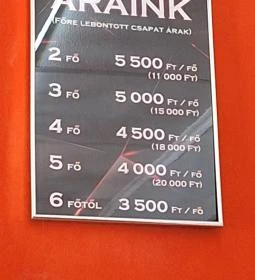 ÁRAINK
(FŐRE LEBONTOTT CSAPAT ÁRAK)
2 FŐ 5 500 FT / FŐ
(11 000 FT)
3 FŐ 5 000 FT / FŐ
(15 000 FT)
4 FŐ 4 500 FT / FŐ
(18 000 FT)
5 FŐ 4 000 FT / FŐ
(20 000 FT)
6 FŐTŐL 3 500 FT / FŐ